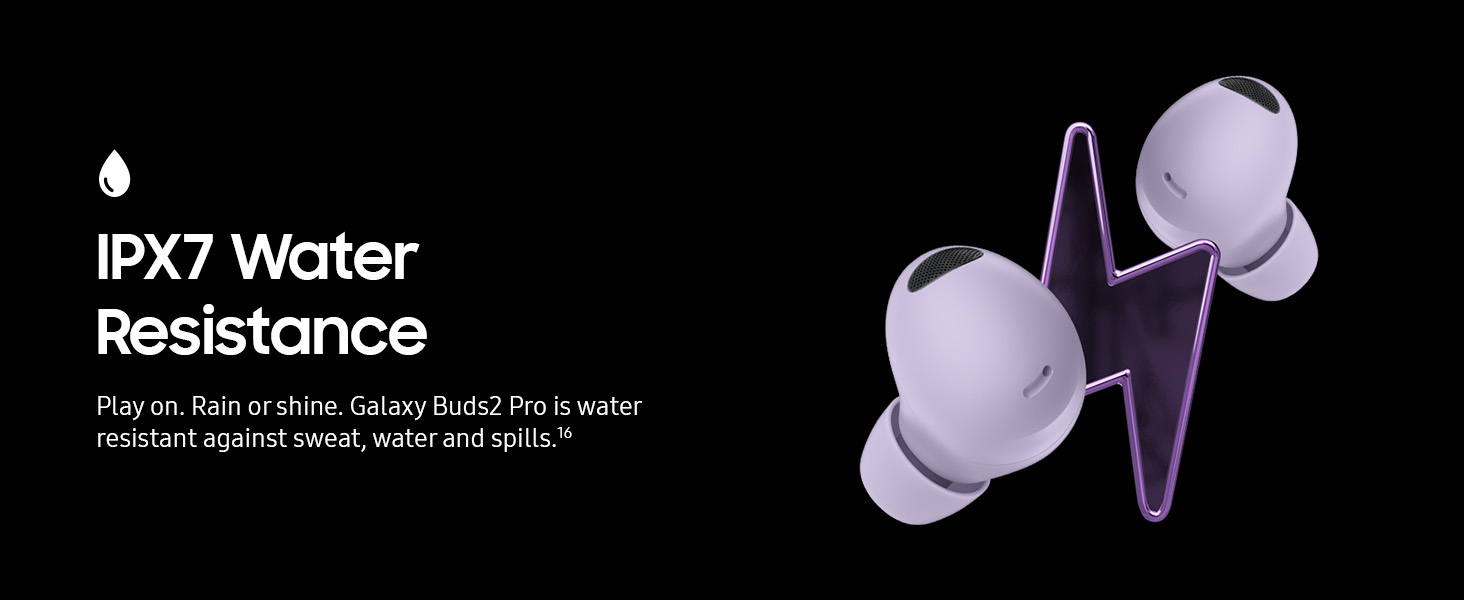 IPX7 Water
Resistance
Play on. Rain or shine. Galaxy Buds2 Pro is water
resistant against sweat, water and spills.¹⁶